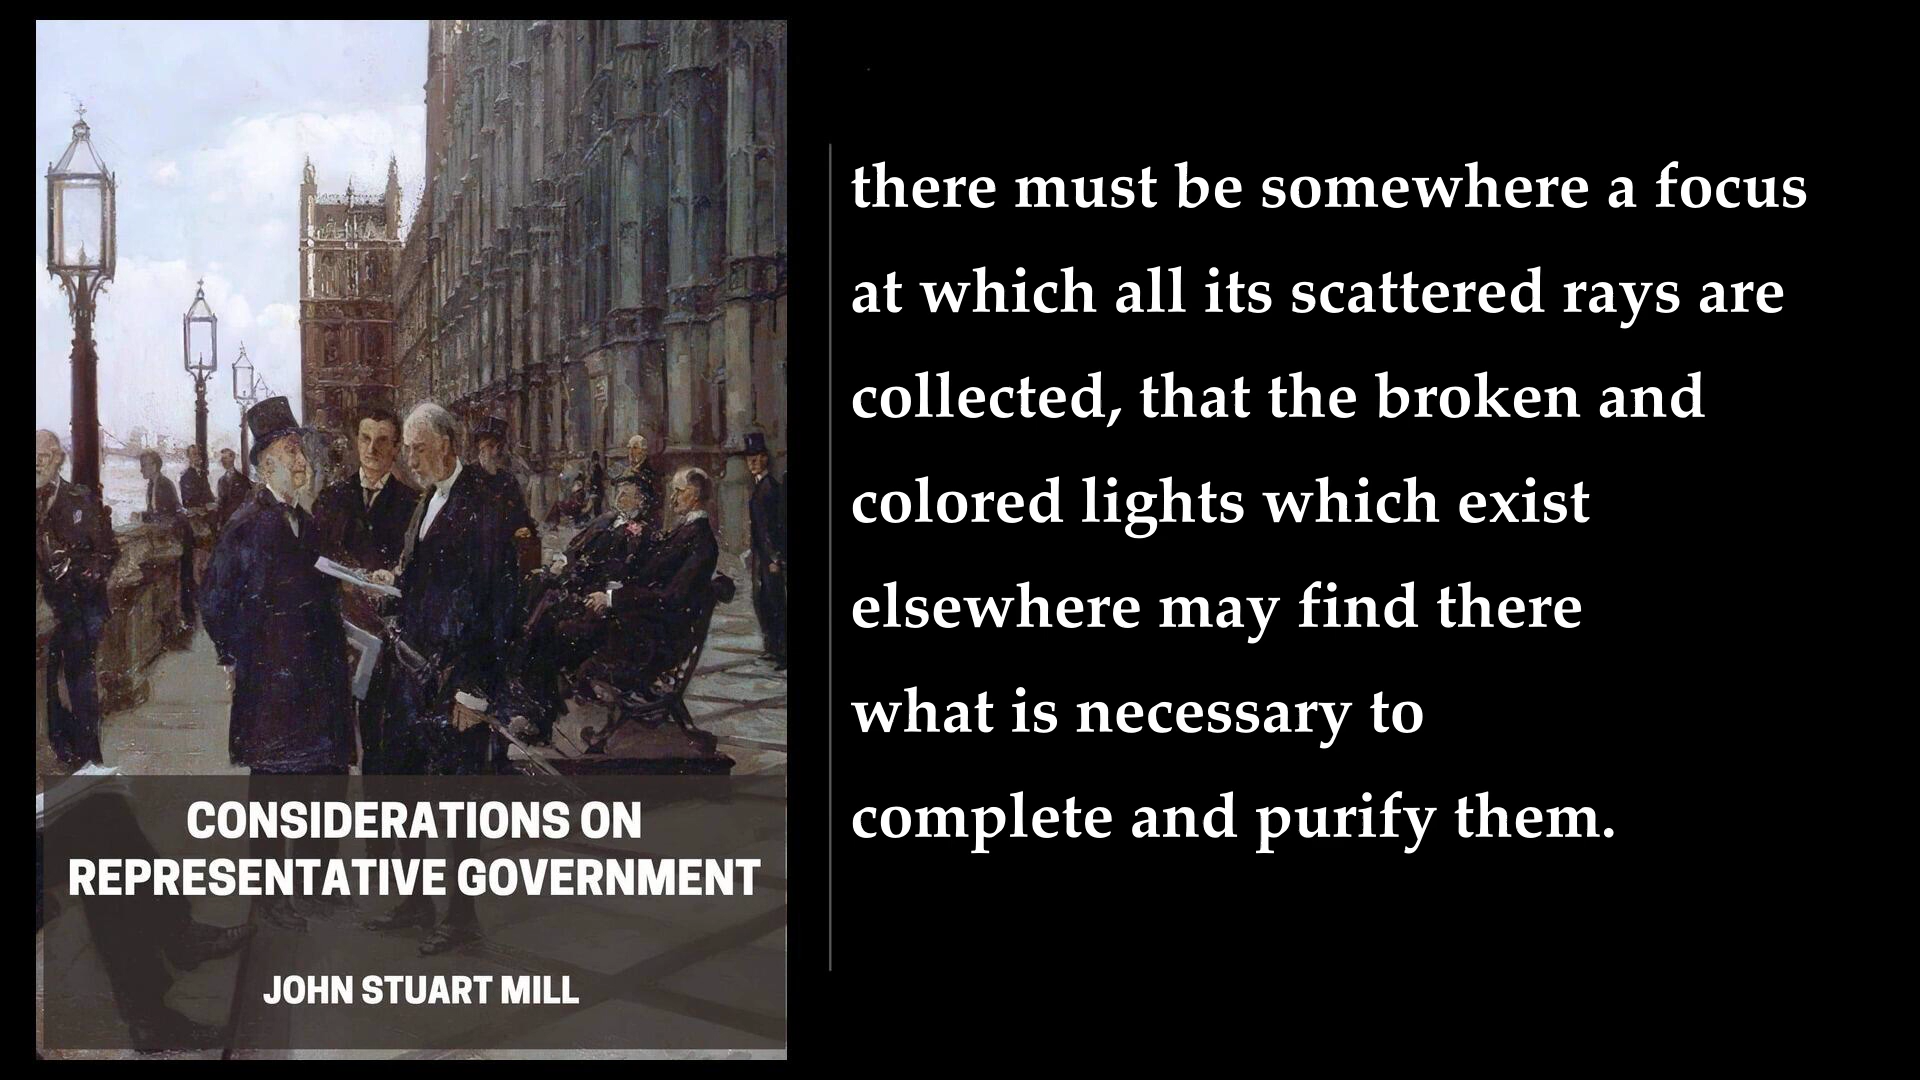 CONSIDERATIONS ON
REPRESENTATIVE GOVERNMENT
JOHN STUART MILL
there must be somewhere a focus
at which all its scattered rays are
collected, that the broken and
colored lights which exist
elsewhere may find there
what is necessary to
complete and purify them.